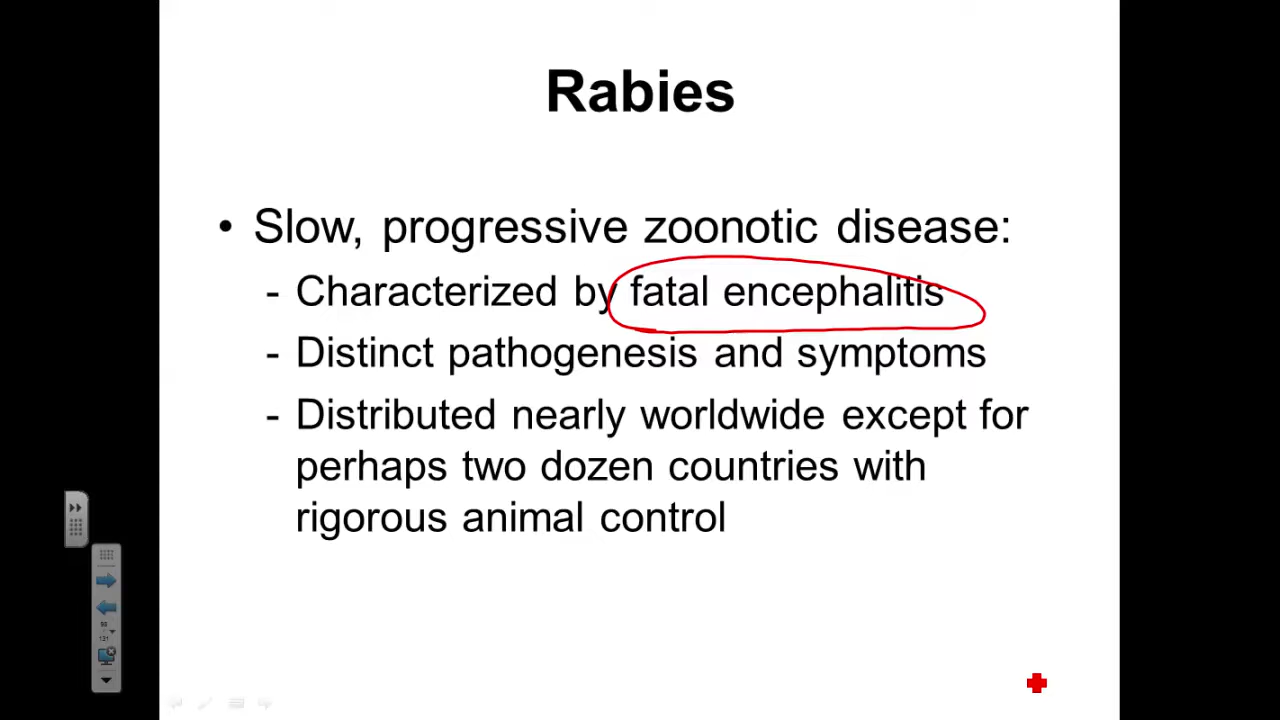 Rabies
• Slow, progressive zoonotic disease:
- Characterized by fatal encephalitis
- Distinct pathogenesis and symptoms
- Distributed nearly worldwide except for
perhaps two dozen countries with
rigorous animal control